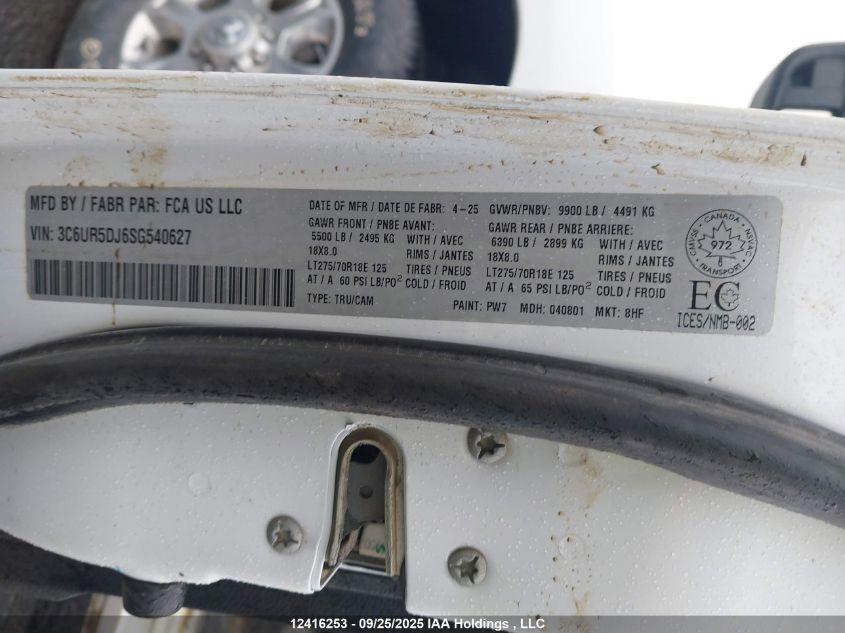 MFD BY / FABR PAR: FCA US LLC
VIN: 3C6UR5DJ6SG540627
DATE OF MFR / DATE DE FABR: 4-25
GAWR FRONT / PNBE AVANT:
5500 LB / 2495 KG WITH / AVEC
18X8.0 RIMS / JANTES
LT275/70R18E 125 TIRES / PNEUS
AT / A 60 PSI LB/PO² COLD / FROID
TYPE: TRU/CAM
GVWR/PNBV: 9900 LB / 4491 KG
GAWR REAR / PNBE ARRIERE:
6390 LB / 2899 KG WITH / AVEC
18X8.0 RIMS / JANTES
LT275/70R18E 125 TIRES / PNEUS
AT / A 65 PSI LB/PO² COLD / FROID
PAINT: PW7 MDH: 040801 MKT: 8HF
CMVSS · CANADA · NSVAC
972
8
TRANSPORT
EC
ICES/NMB-002
12416253 - 09/25/2025 IAA Holdings , LLC